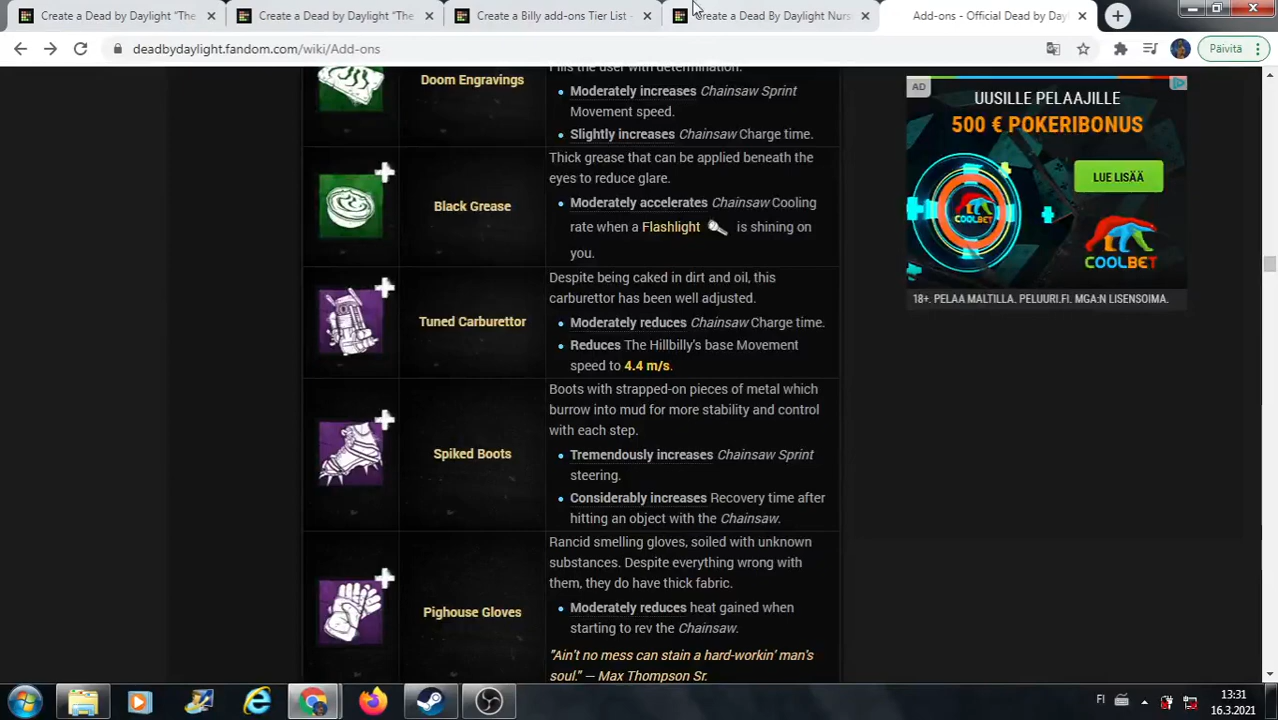 Create a Dead by Daylight "The
Create a Dead by Daylight "The
Create a Billy add-ons Tier List -
Create a Dead By Daylight Nurs
Add-ons - Official Dead by Day
deadbydaylight.fandom.com/wiki/Add-ons
Päivitä
Doom Engravings
Fills the user with determination.
Moderately increases Chainsaw Sprint
Movement speed.
Slightly increases Chainsaw Charge time.
Black Grease
Thick grease that can be applied beneath the
eyes to reduce glare.
Moderately accelerates Chainsaw Cooling
rate when a Flashlight is shining on
you.
Tuned Carburettor
Despite being caked in dirt and oil, this
carburettor has been well adjusted.
Moderately reduces Chainsaw Charge time.
Reduces The Hillbilly's base Movement
speed to 4.4 m/s.
Spiked Boots
Boots with strapped-on pieces of metal which
burrow into mud for more stability and control
with each step.
Tremendously increases Chainsaw Sprint
steering.
Considerably increases Recovery time after
hitting an object with the Chainsaw.
Pighouse Gloves
Rancid smelling gloves, soiled with unknown
substances. Despite everything wrong with
them, they do have thick fabric.
Moderately reduces heat gained when
starting to rev the Chainsaw.
"Ain't no mess can stain a hard-workin' man's
soul." — Max Thompson Sr.
AD
UUSILLE PELAAJILLE
500 € POKERIBONUS
LUE LISÄÄ
COOLBET
COOLBET
18+. PELAA MALTILLA. PELUURI.FI. MGA:N LISENSOIMA.
FI
13:31
16.3.2021